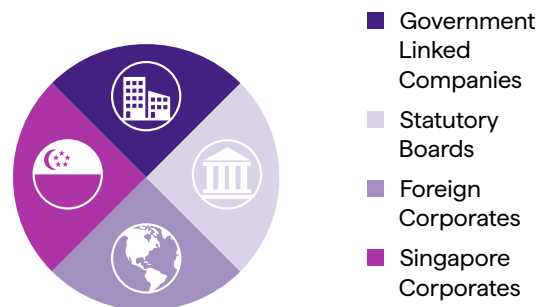 Government
Linked
Companies
Statutory
Boards
Foreign
Corporates
Singapore
Corporates